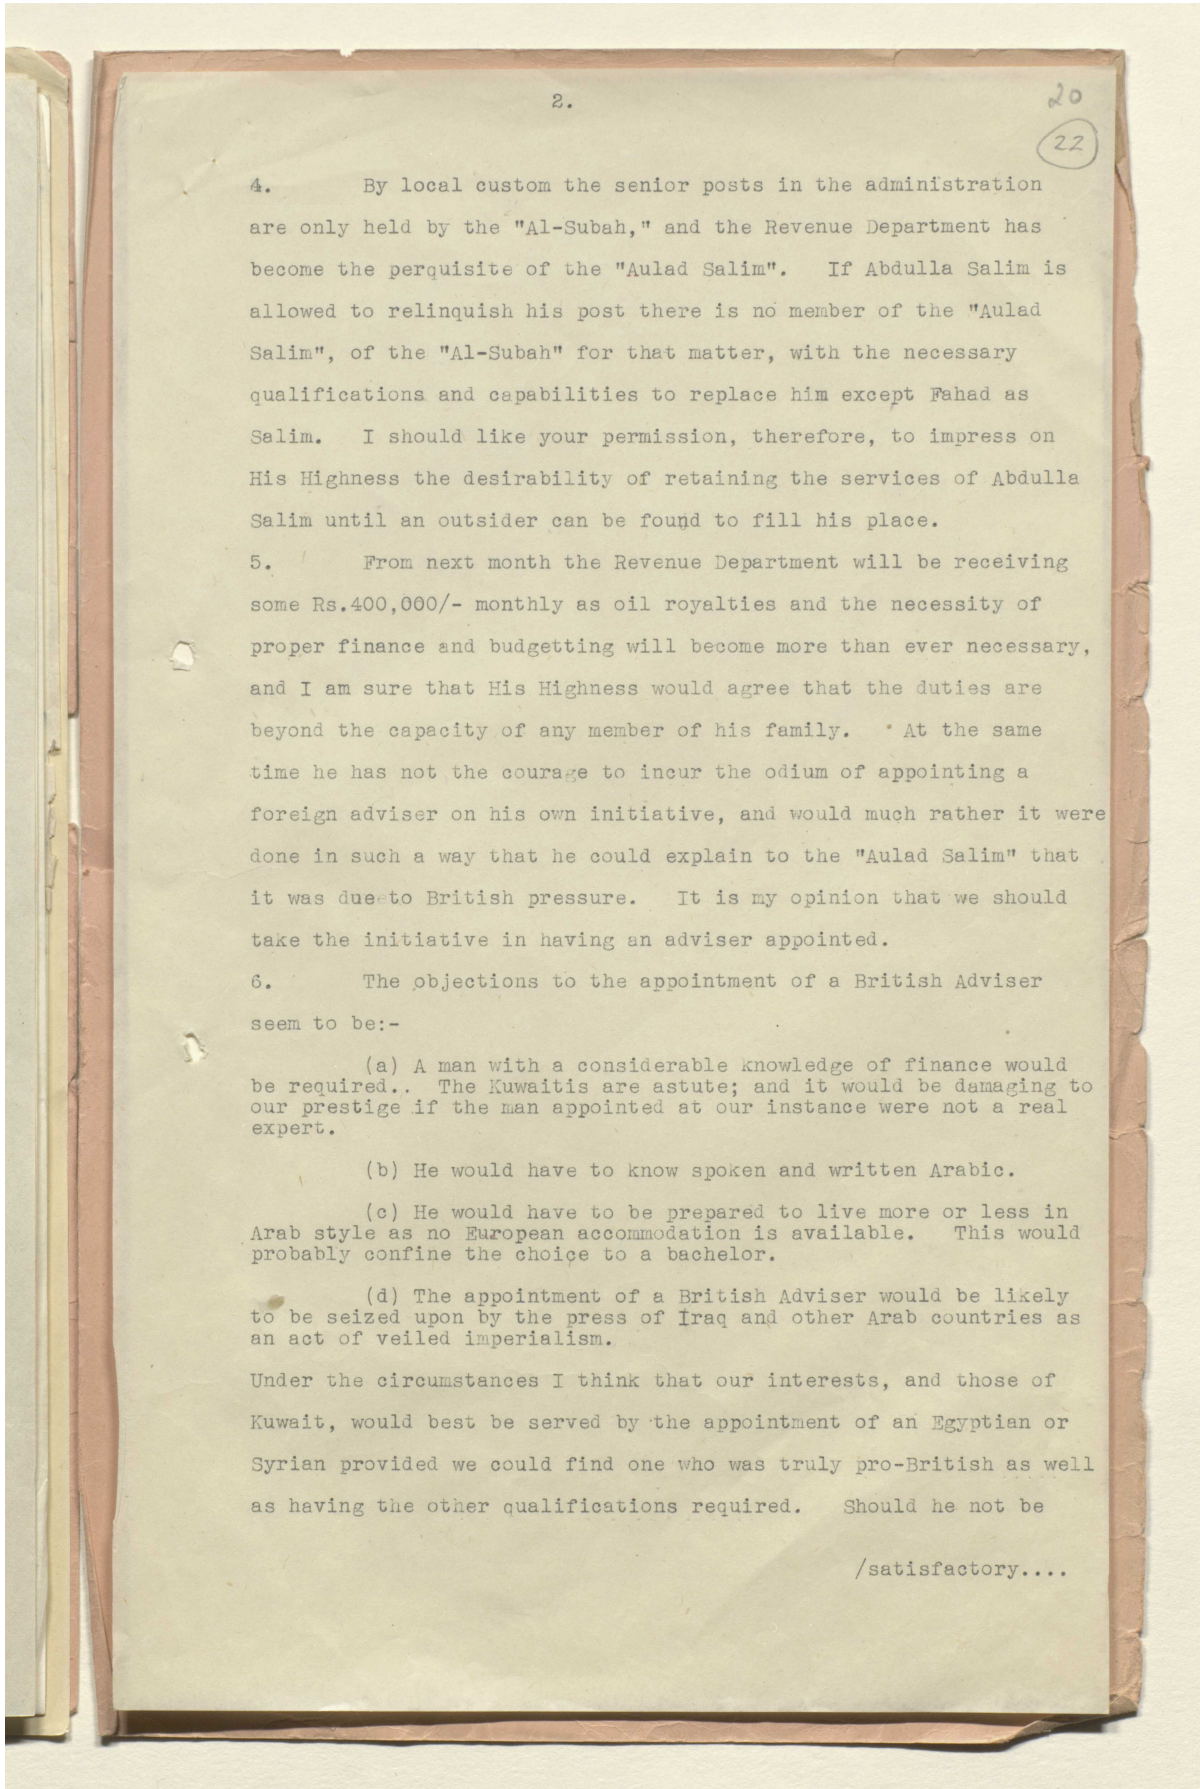 2.
20
22
4. By local custom the senior posts in the administration
are only held by the "Al-Subah," and the Revenue Department has
become the perquisite of the "Aulad Salim". If Abdulla Salim is
allowed to relinquish his post there is no member of the "Aulad
Salim", of the "Al-Subah" for that matter, with the necessary
qualifications and capabilities to replace him except Fahad as
Salim. I should like your permission, therefore, to impress on
His Highness the desirability of retaining the services of Abdulla
Salim until an outsider can be found to fill his place.
5. From next month the Revenue Department will be receiving
some Rs.400,000/- monthly as oil royalties and the necessity of
proper finance and budgetting will become more than ever necessary,
and I am sure that His Highness would agree that the duties are
beyond the capacity of any member of his family. At the same
time he has not the courage to incur the odium of appointing a
foreign adviser on his own initiative, and would much rather it were
done in such a way that he could explain to the "Aulad Salim" that
it was due to British pressure. It is my opinion that we should
take the initiative in having an adviser appointed.
6. The objections to the appointment of a British Adviser
seem to be:-
(a) A man with a considerable knowledge of finance would
be required.. The Kuwaitis are astute; and it would be damaging to
our prestige if the man appointed at our instance were not a real
expert.
(b) He would have to know spoken and written Arabic.
(c) He would have to be prepared to live more or less in
Arab style as no European accommodation is available. This would
probably confine the choice to a bachelor.
(d) The appointment of a British Adviser would be likely
to be seized upon by the press of Iraq and other Arab countries as
an act of veiled imperialism.
Under the circumstances I think that our interests, and those of
Kuwait, would best be served by the appointment of an Egyptian or
Syrian provided we could find one who was truly pro-British as well
as having the other qualifications required. Should he not be
/satisfactory....